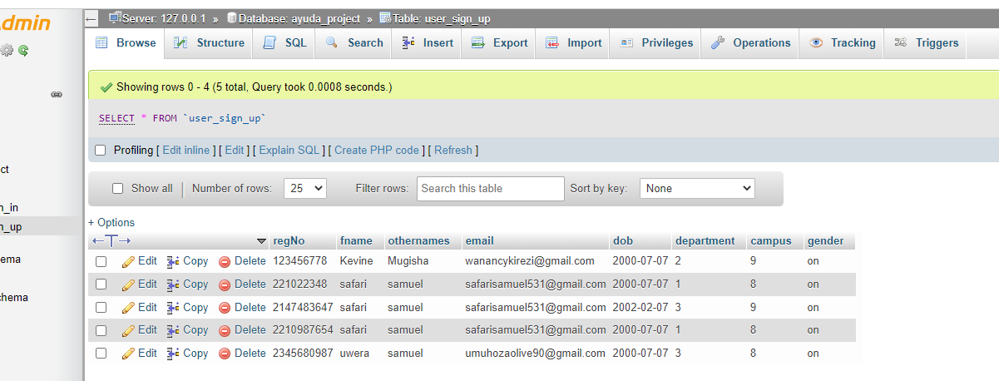 Admin
Server: 127.0.0.1 » Database: ayuda_project » Table: user_sign_up
Browse Structure SQL Search Insert Export Import Privileges Operations Tracking Triggers
Showing rows 0 - 4 (5 total, Query took 0.0008 seconds.)
SELECT * FROM `user_sign_up`
Profiling [ Edit inline ] [ Edit ] [ Explain SQL ] [ Create PHP code ] [ Refresh ]
ct
Show all Number of rows: 25 Filter rows: Search this table Sort by key: None
n_in
n_up
+ Options
regNo fname othernames email dob department campus gender
Edit Copy Delete 123456778 Kevine Mugisha wanancykirezi@gmail.com 2000-07-07 2 9 on
ema
Edit Copy Delete 221022348 safari samuel safarisamuel531@gmail.com 2000-07-07 1 8 on
chema
Edit Copy Delete 2147483647 safari samuel safarisamuel531@gmail.com 2002-02-07 3 9 on
Edit Copy Delete 2210987654 safari samuel safarisamuel531@gmail.com 2000-07-07 1 8 on
Edit Copy Delete 2345680987 uwera samuel umuhozaolive90@gmail.com 2000-07-07 3 8 on